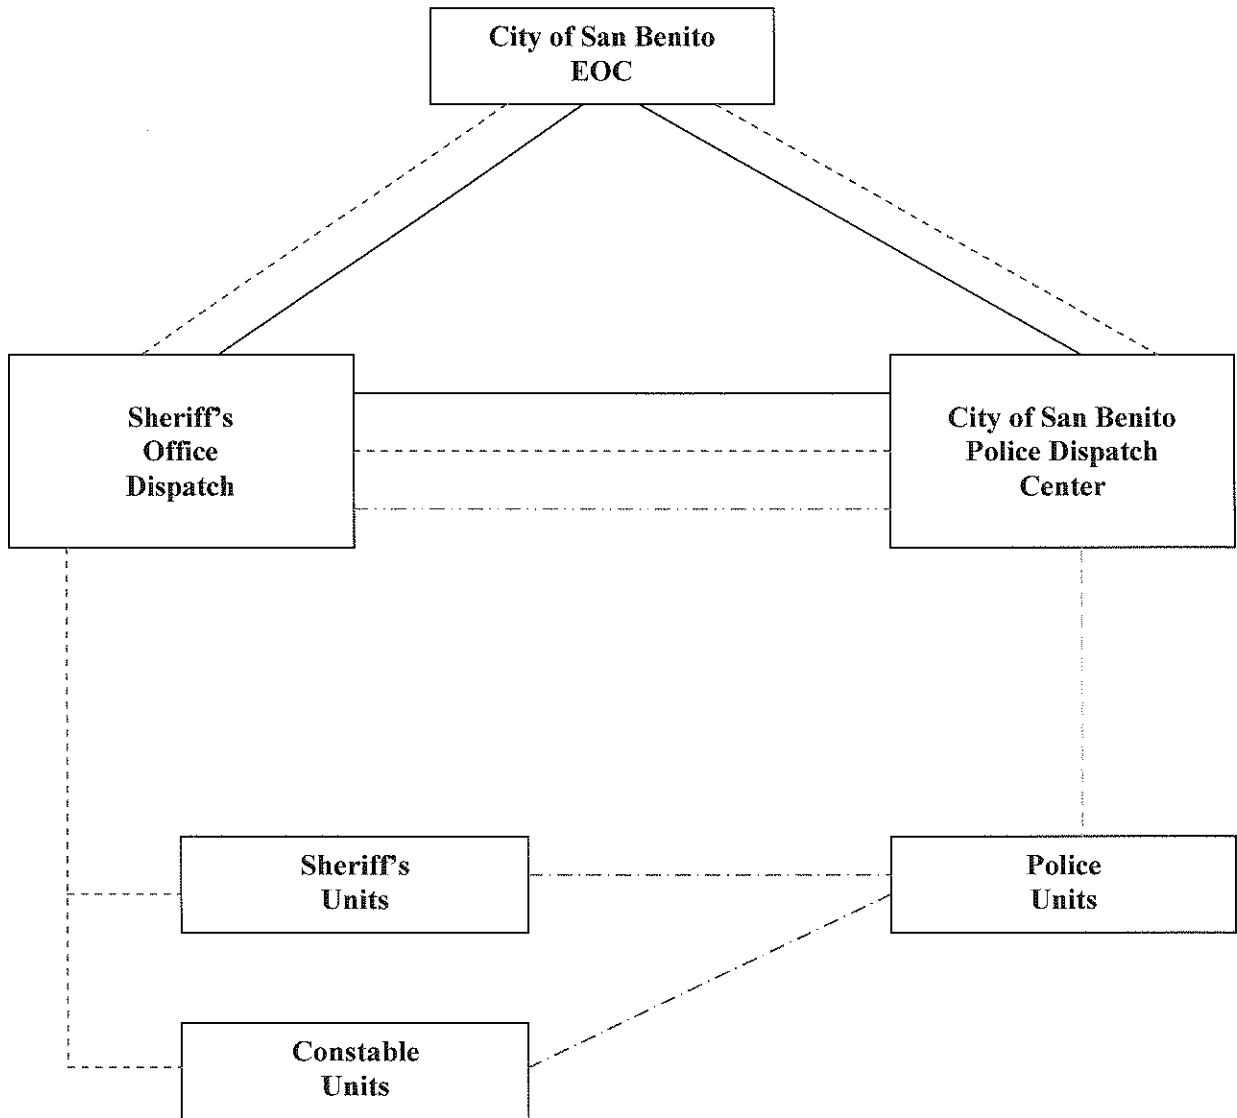 City of San Benito
EOC
Sheriff's
Office
Dispatch
City of San Benito
Police Dispatch
Center
Sheriff's
Units
Police
Units
Constable
Units